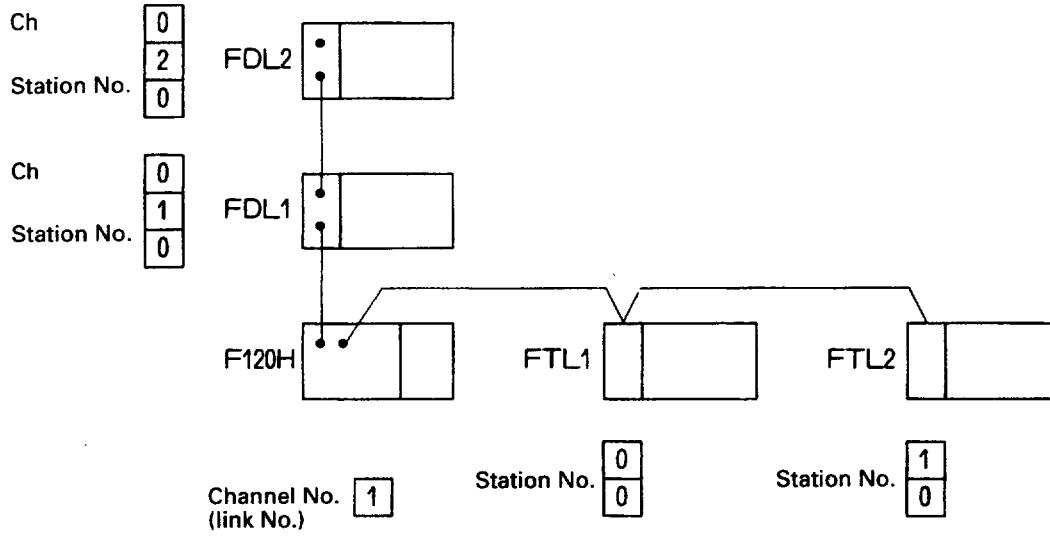 Ch 0
2
Station No. 0
FDL2
Ch 0
1
Station No. 0
FDL1
F120H
FTL1
FTL2
Channel No. 1
(link No.)
Station No. 0
0
Station No. 1
0